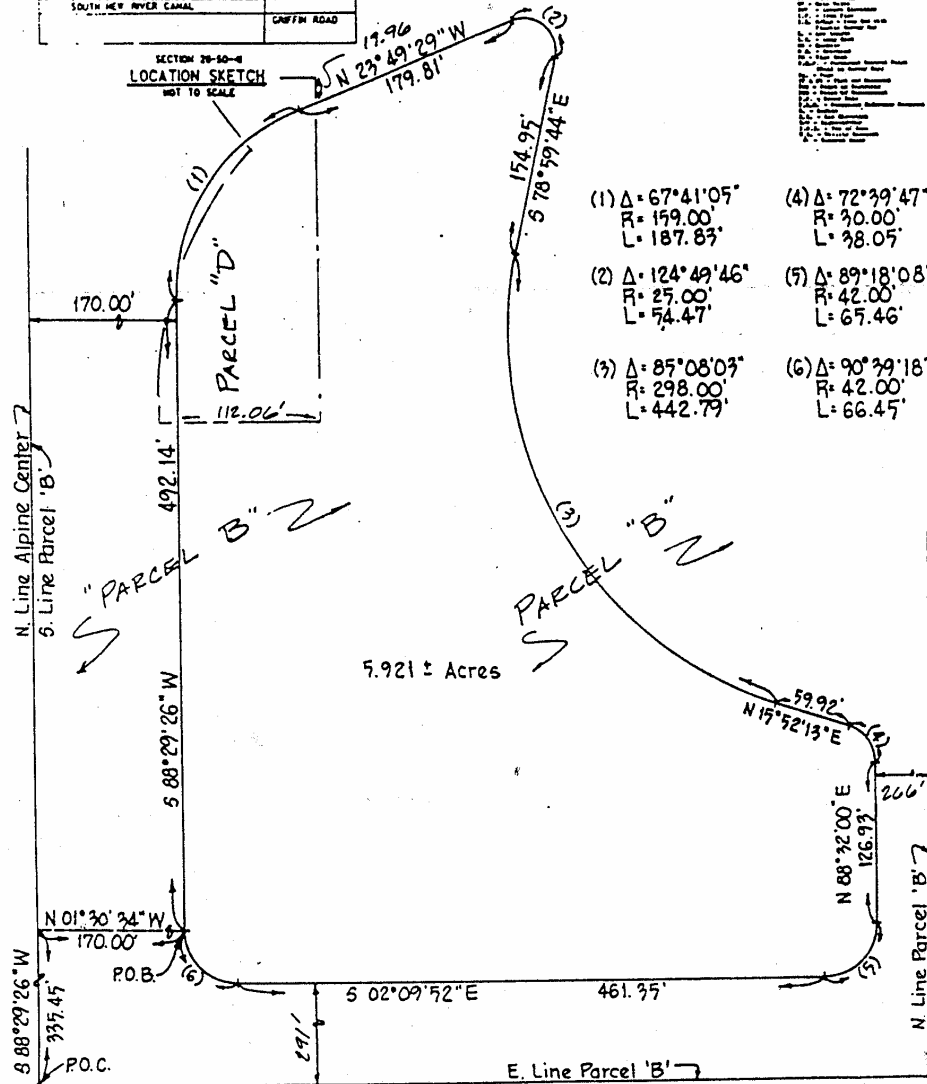 SOUTH NEW RIVER CANAL
GRIFFIN ROAD
SECTION 28-50-41
LOCATION SKETCH
NOT TO SCALE
19.96
N 23°49'29" W
179.81'
(2)
154.95'
S 78°59'44" E
(1)
PARCEL "D"
170.00'
112.06'
(1) Δ= 67°41'05"
R= 159.00'
L= 187.83'
(2) Δ= 124°49'46"
R= 25.00'
L= 54.47'
(3) Δ= 85°08'03"
R= 298.00'
L= 442.79'
(4) Δ= 72°39'47"
R= 30.00'
L= 38.05'
(5) Δ= 89°18'08"
R= 42.00'
L= 65.46'
(6) Δ= 90°39'18"
R= 42.00'
L= 66.45'
N. Line Alpine Center
S. Line Parcel 'B'
492.14'
S 88°29'26" W
"PARCEL B"
(3)
PARCEL "B"
5.921 ± Acres
59.92'
N 15°52'13" E
(4)
266'
N 88°32'00" E
126.93'
N. Line Parcel 'B'
N 01°30'34" W
170.00'
P.O.B.
(6)
(5)
S 02°09'52" E
461.35'
S 88°29'26" W
335.45'
291'
P.O.C.
E. Line Parcel 'B'